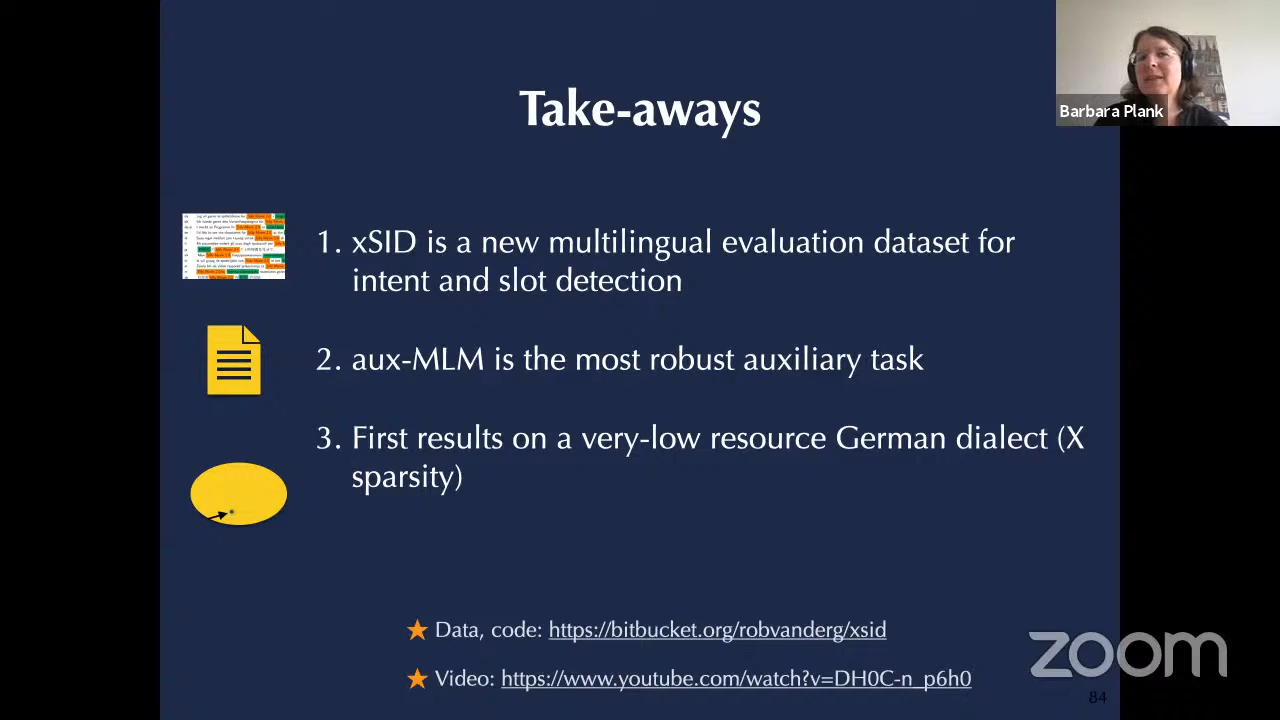 Take-aways
Barbara Plank
1. xSID is a new multilingual evaluation dataset for
intent and slot detection
2. aux-MLM is the most robust auxiliary task
3. First results on a very-low resource German dialect (X
sparsity)
★ Data, code: https://bitbucket.org/robvanderg/xsid
★ Video: https://www.youtube.com/watch?v=DH0C-n_p6h0
zoom
84